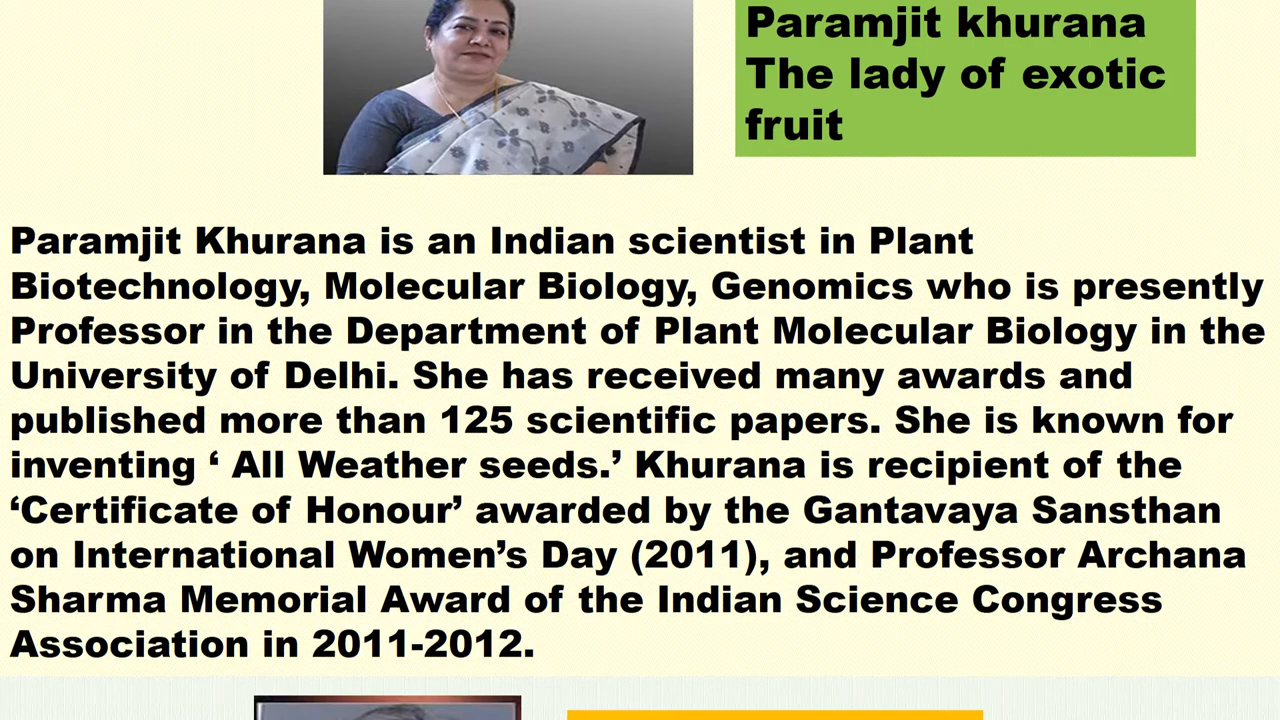 Paramjit khurana
The lady of exotic
fruit
Paramjit Khurana is an Indian scientist in Plant
Biotechnology, Molecular Biology, Genomics who is presently
Professor in the Department of Plant Molecular Biology in the
University of Delhi. She has received many awards and
published more than 125 scientific papers. She is known for
inventing ‘ All Weather seeds.’ Khurana is recipient of the
‘Certificate of Honour’ awarded by the Gantavaya Sansthan
on International Women’s Day (2011), and Professor Archana
Sharma Memorial Award of the Indian Science Congress
Association in 2011-2012.